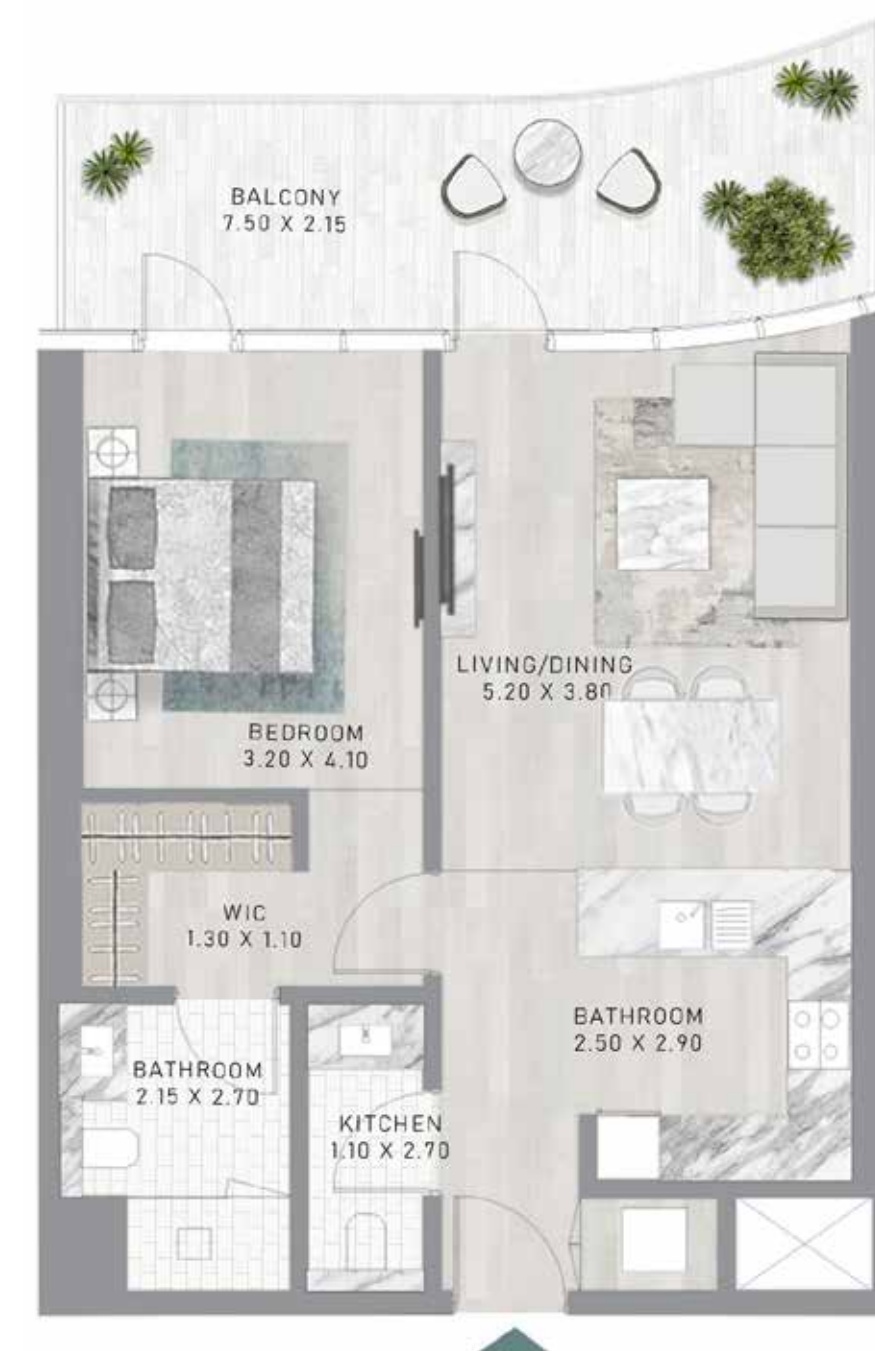 BALCONY
7.50 X 2.15
LIVING/DINING
5.20 X 3.80
BEDROOM
3.20 X 4.10
WIC
1.30 X 1.10
BATHROOM
2.50 X 2.90
BATHROOM
2.15 X 2.70
KITCHEN
1.10 X 2.70